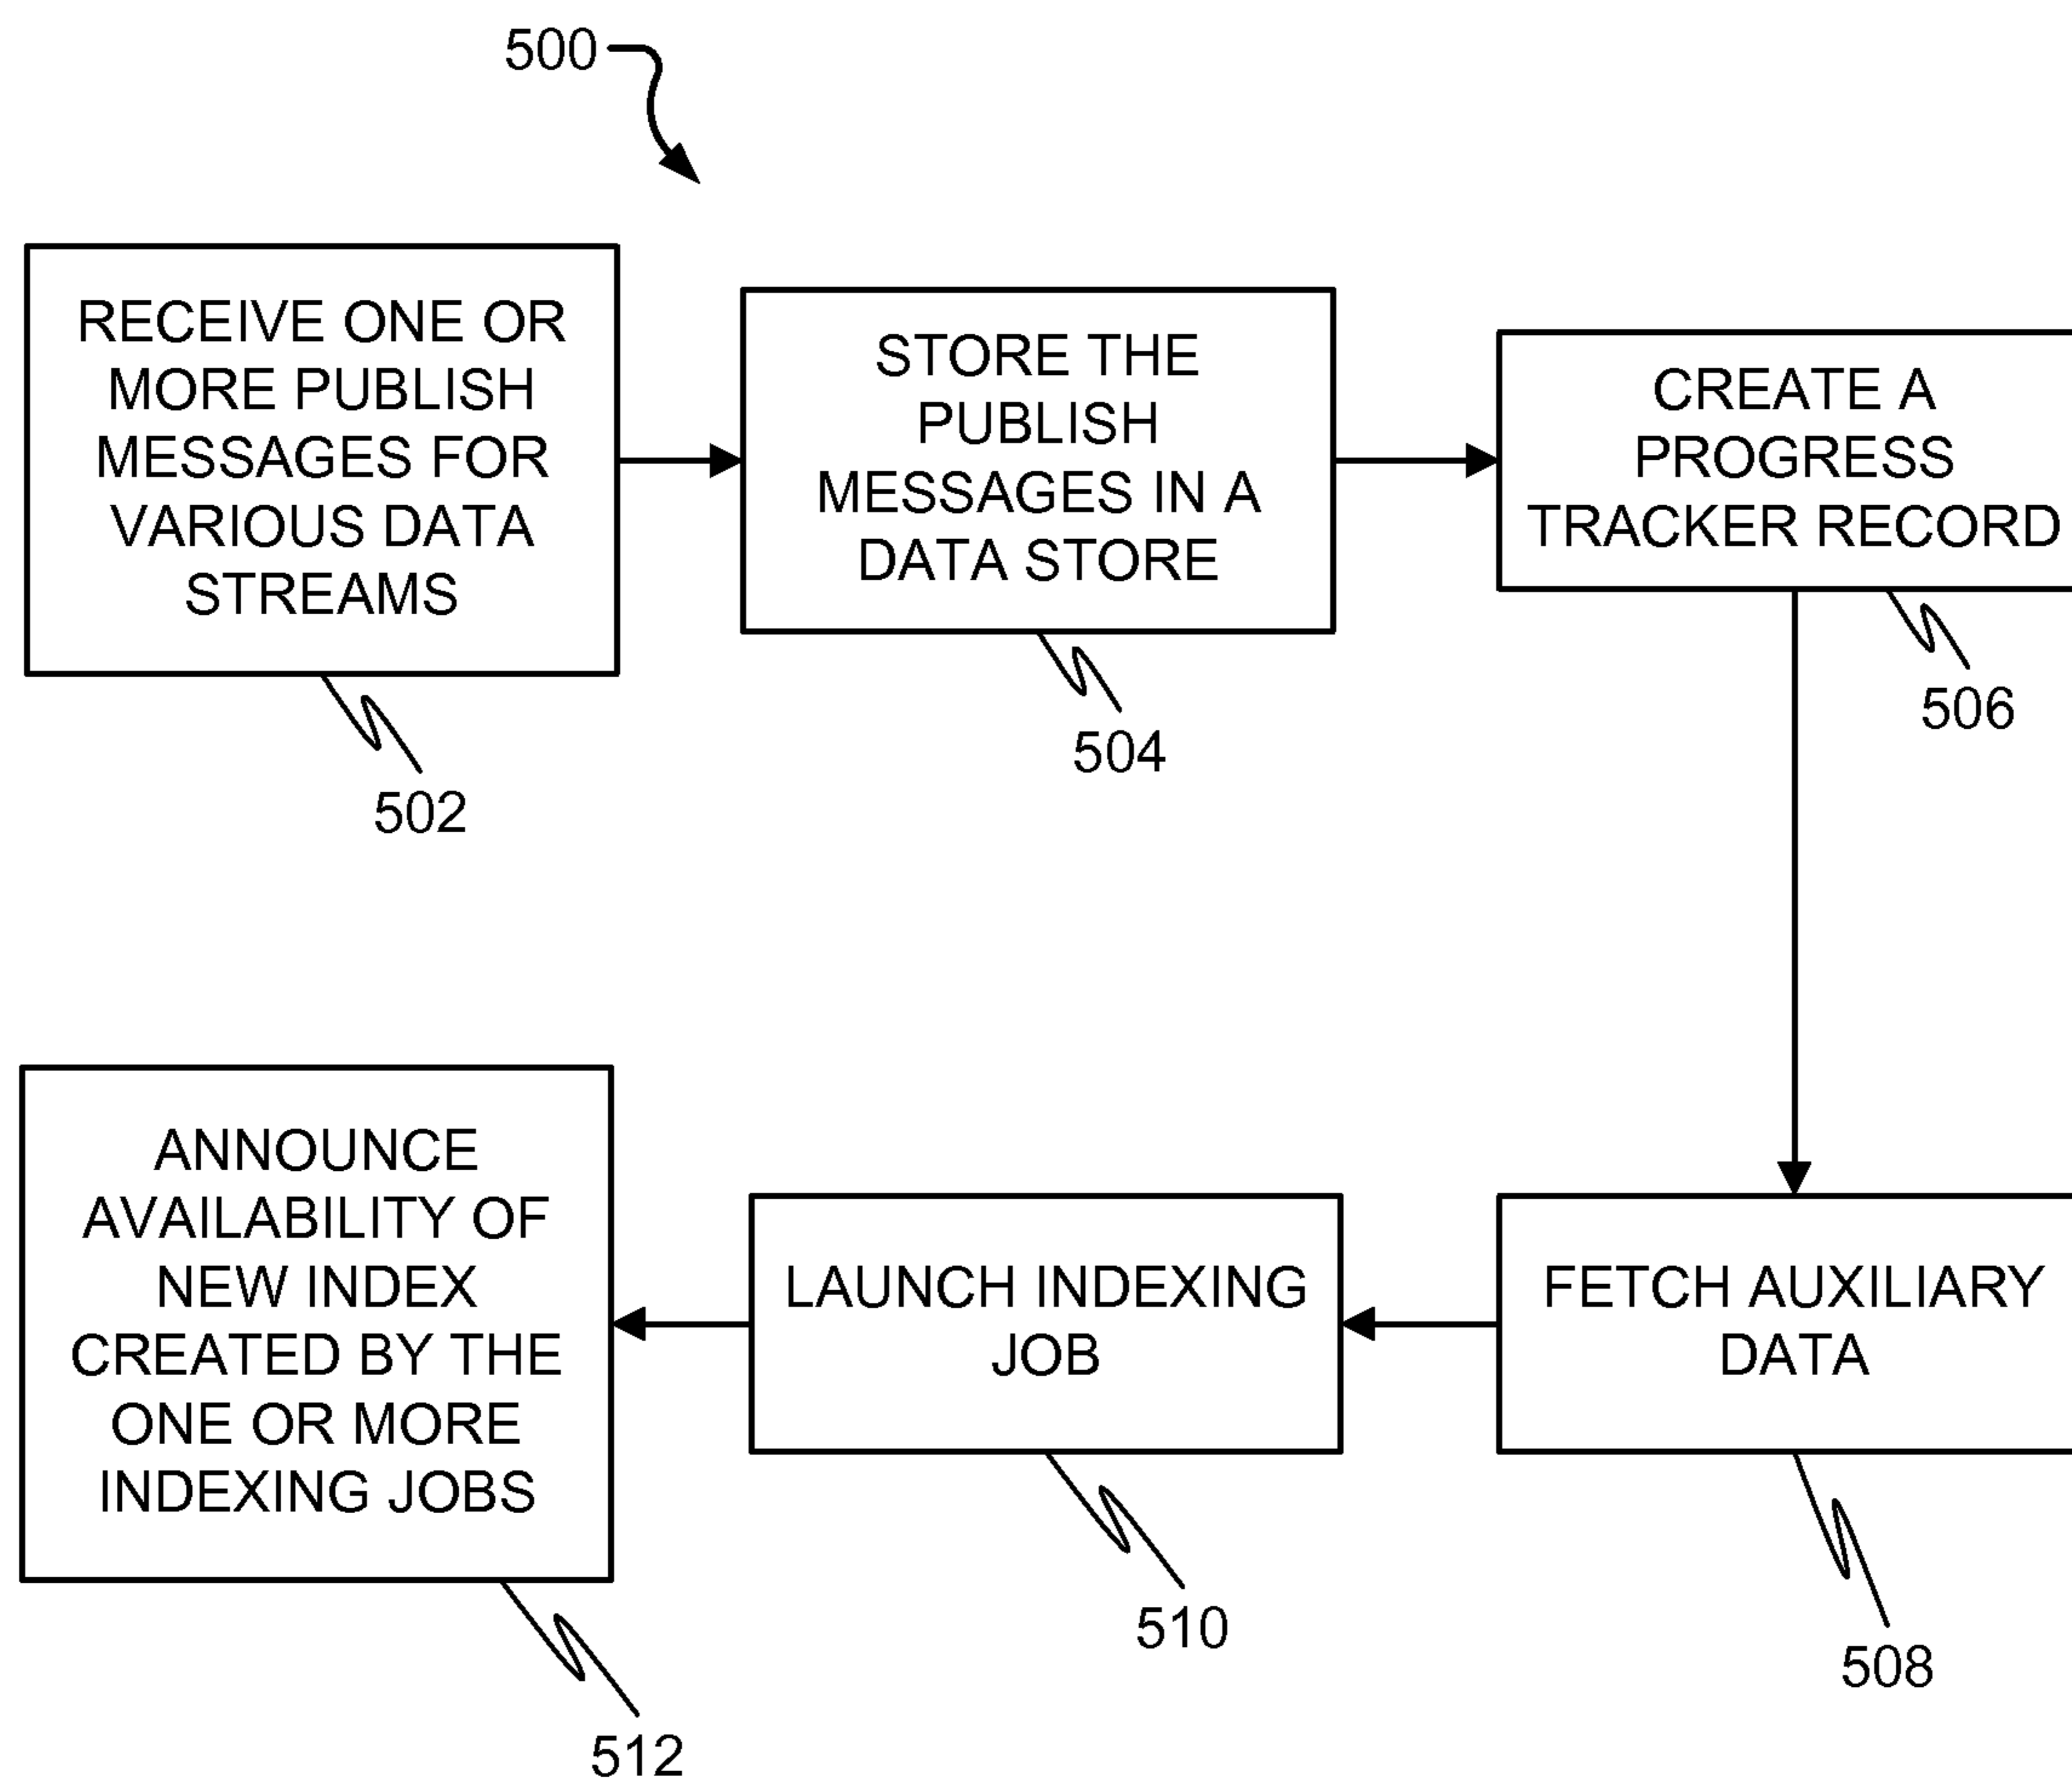 500
RECEIVE ONE OR
MORE PUBLISH
MESSAGES FOR
VARIOUS DATA
STREAMS
502
STORE THE
PUBLISH
MESSAGES IN A
DATA STORE
504
CREATE A
PROGRESS
TRACKER RECORD
506
FETCH AUXILIARY
DATA
508
LAUNCH INDEXING
JOB
510
ANNOUNCE
AVAILABILITY OF
NEW INDEX
CREATED BY THE
ONE OR MORE
INDEXING JOBS
512